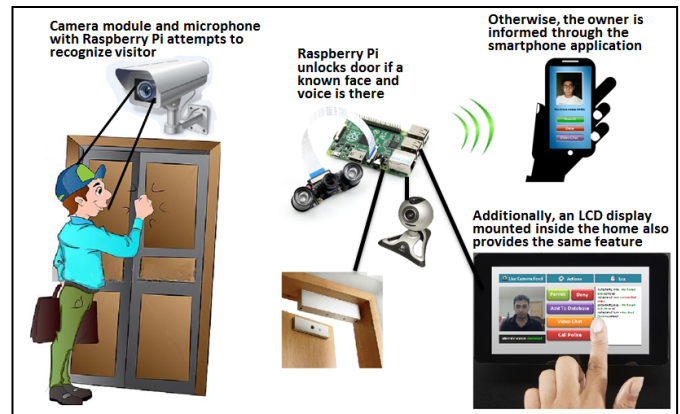 Camera module and microphone
with Raspberry Pi attempts to
recognize visitor
Raspberry Pi
unlocks door if a
known face and
voice is there
Otherwise, the owner is
informed through the
smartphone application
Additionally, an LCD display
mounted inside the home also
provides the same feature
Live Camera Feed
Actions
Log
Permit
Deny
Add To Database
Video Chat
Call Police